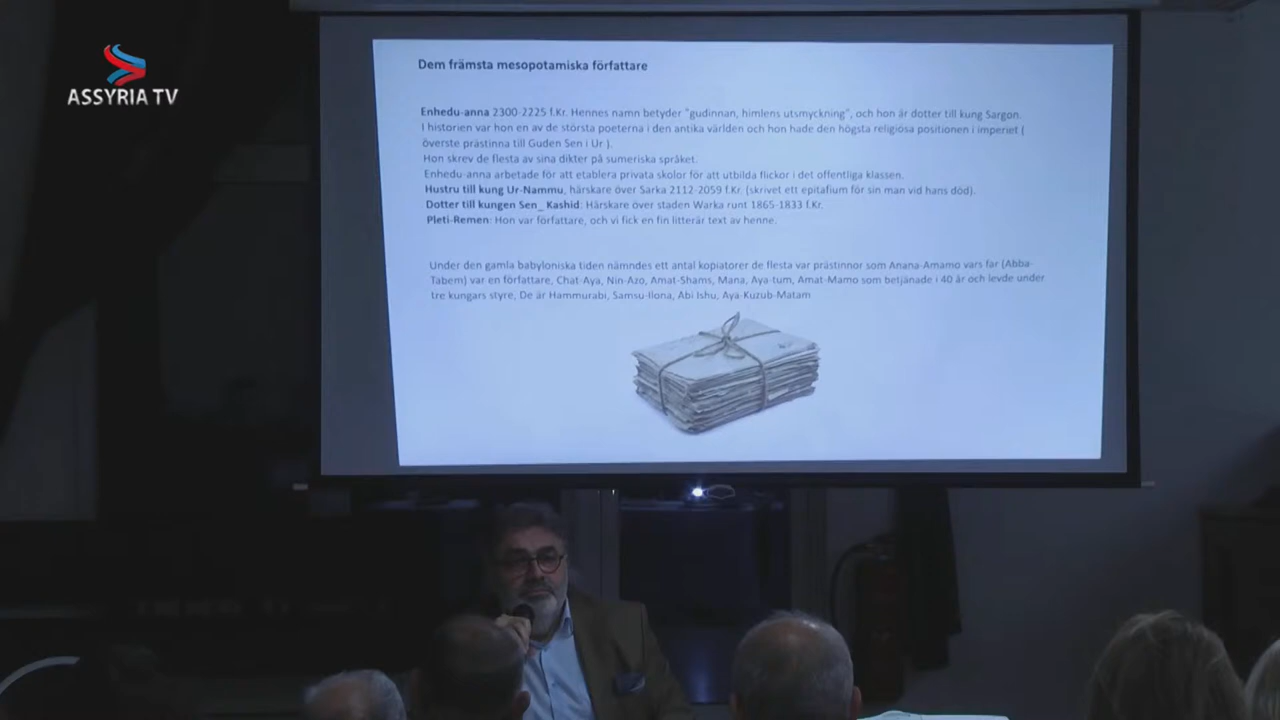 ASSYRIA TV
Dem främsta mesopotamiska författare
Enhedu-anna 2300-2225 f.Kr. Hennes namn betyder "gudinnan, himlens utsmyckning", och hon är dotter till kung Sargon.
I historien var hon en av de största poeterna i den antika världen och hon hade den högsta religiösa positionen i imperiet (
överste prästinna till Guden Sen i Ur ).
Hon skrev de flesta av sina dikter på sumeriska språket.
Enhedu-anna arbetade för att etablera privata skolor för att utbilda flickor i det offentliga klassen.
Hustru till kung Ur-Nammu, härskare över Sarka 2112-2059 f.Kr. (skrivet ett epitafium för sin man vid hans död).
Dotter till kungen Sen_ Kashid: Härskare över staden Warka runt 1865-1833 f.Kr.
Pleti-Remen: Hon var författare, och vi fick en fin litterär text av henne.
Under den gamla babyloniska tiden nämndes ett antal kopiatorer de flesta var prästinnor som Anana-Amamo vars far (Abba-
Tabem) var en författare, Chat-Aya, Nin-Azo, Amat-Shams, Mana, Aya-tum, Amat-Mamo som betjänade i 40 år och levde under
tre kungars styre, De är Hammurabi, Samsu-Ilona, Abi Ishu, Aya-Kuzub-Matam